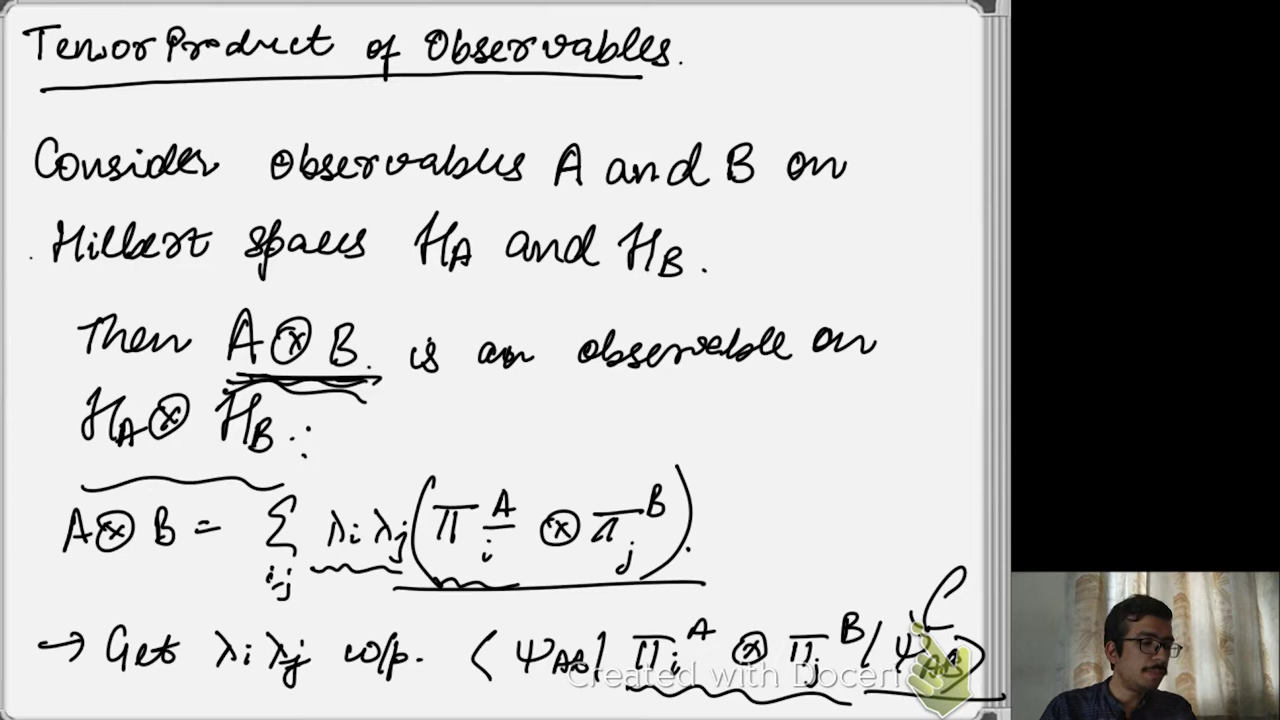 Tensor Product of Observables.
Consider observables A and B on
Hilbert spaces H_A and H_B.
Then A ⊗ B. is an observable on
H_A ⊗ H_B :
A ⊗ B = Σ_{i,j} λ_i λ_j (Π_i^A ⊗ Π_j^B).
→ Get λ_i λ_j w/p. ⟨Ψ_AB| Π_i^A ⊗ Π_j^B |Ψ_AB⟩
Created with Doceri